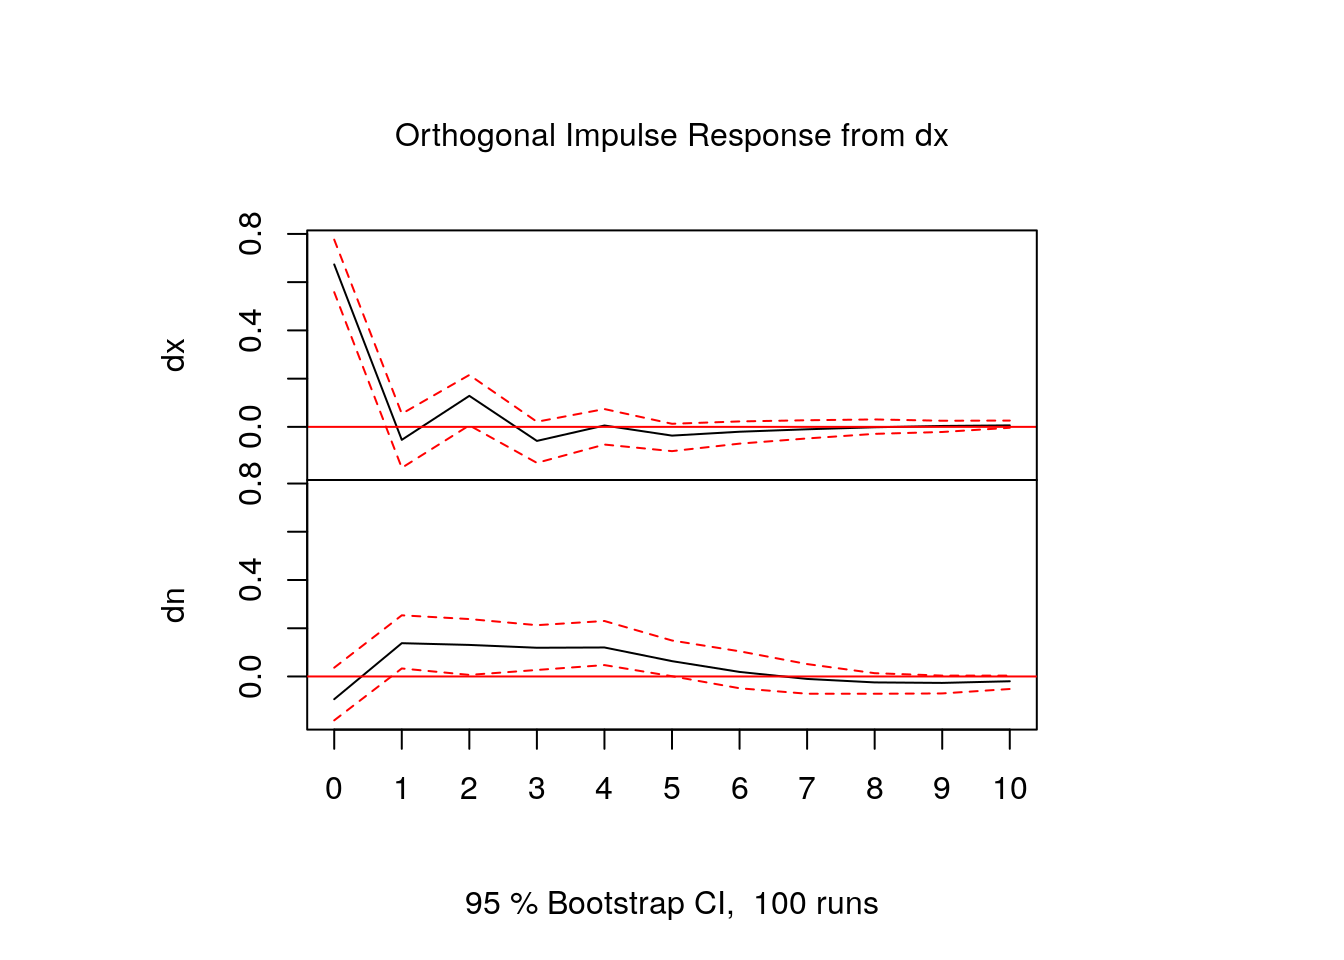 Orthogonal Impulse Response from dx
dx
0.0 0.4 0.8
dn
0.0 0.4 0.8
0 1 2 3 4 5 6 7 8 9 10
95 % Bootstrap CI,  100 runs